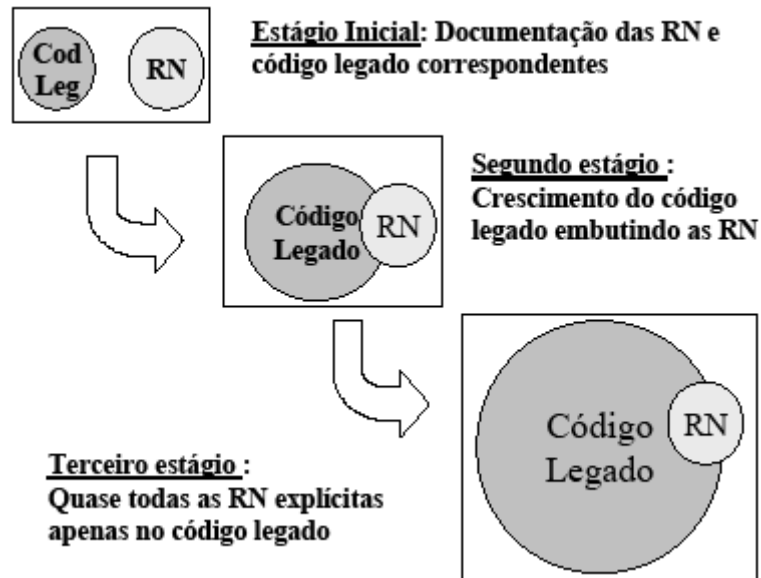 Cod
Leg
RN
Estágio Inicial: Documentação das RN e
código legado correspondentes
Código
Legado
RN
Segundo estágio :
Crescimento do código
legado embutindo as RN
Código
Legado
RN
Terceiro estágio :
Quase todas as RN explícitas
apenas no código legado